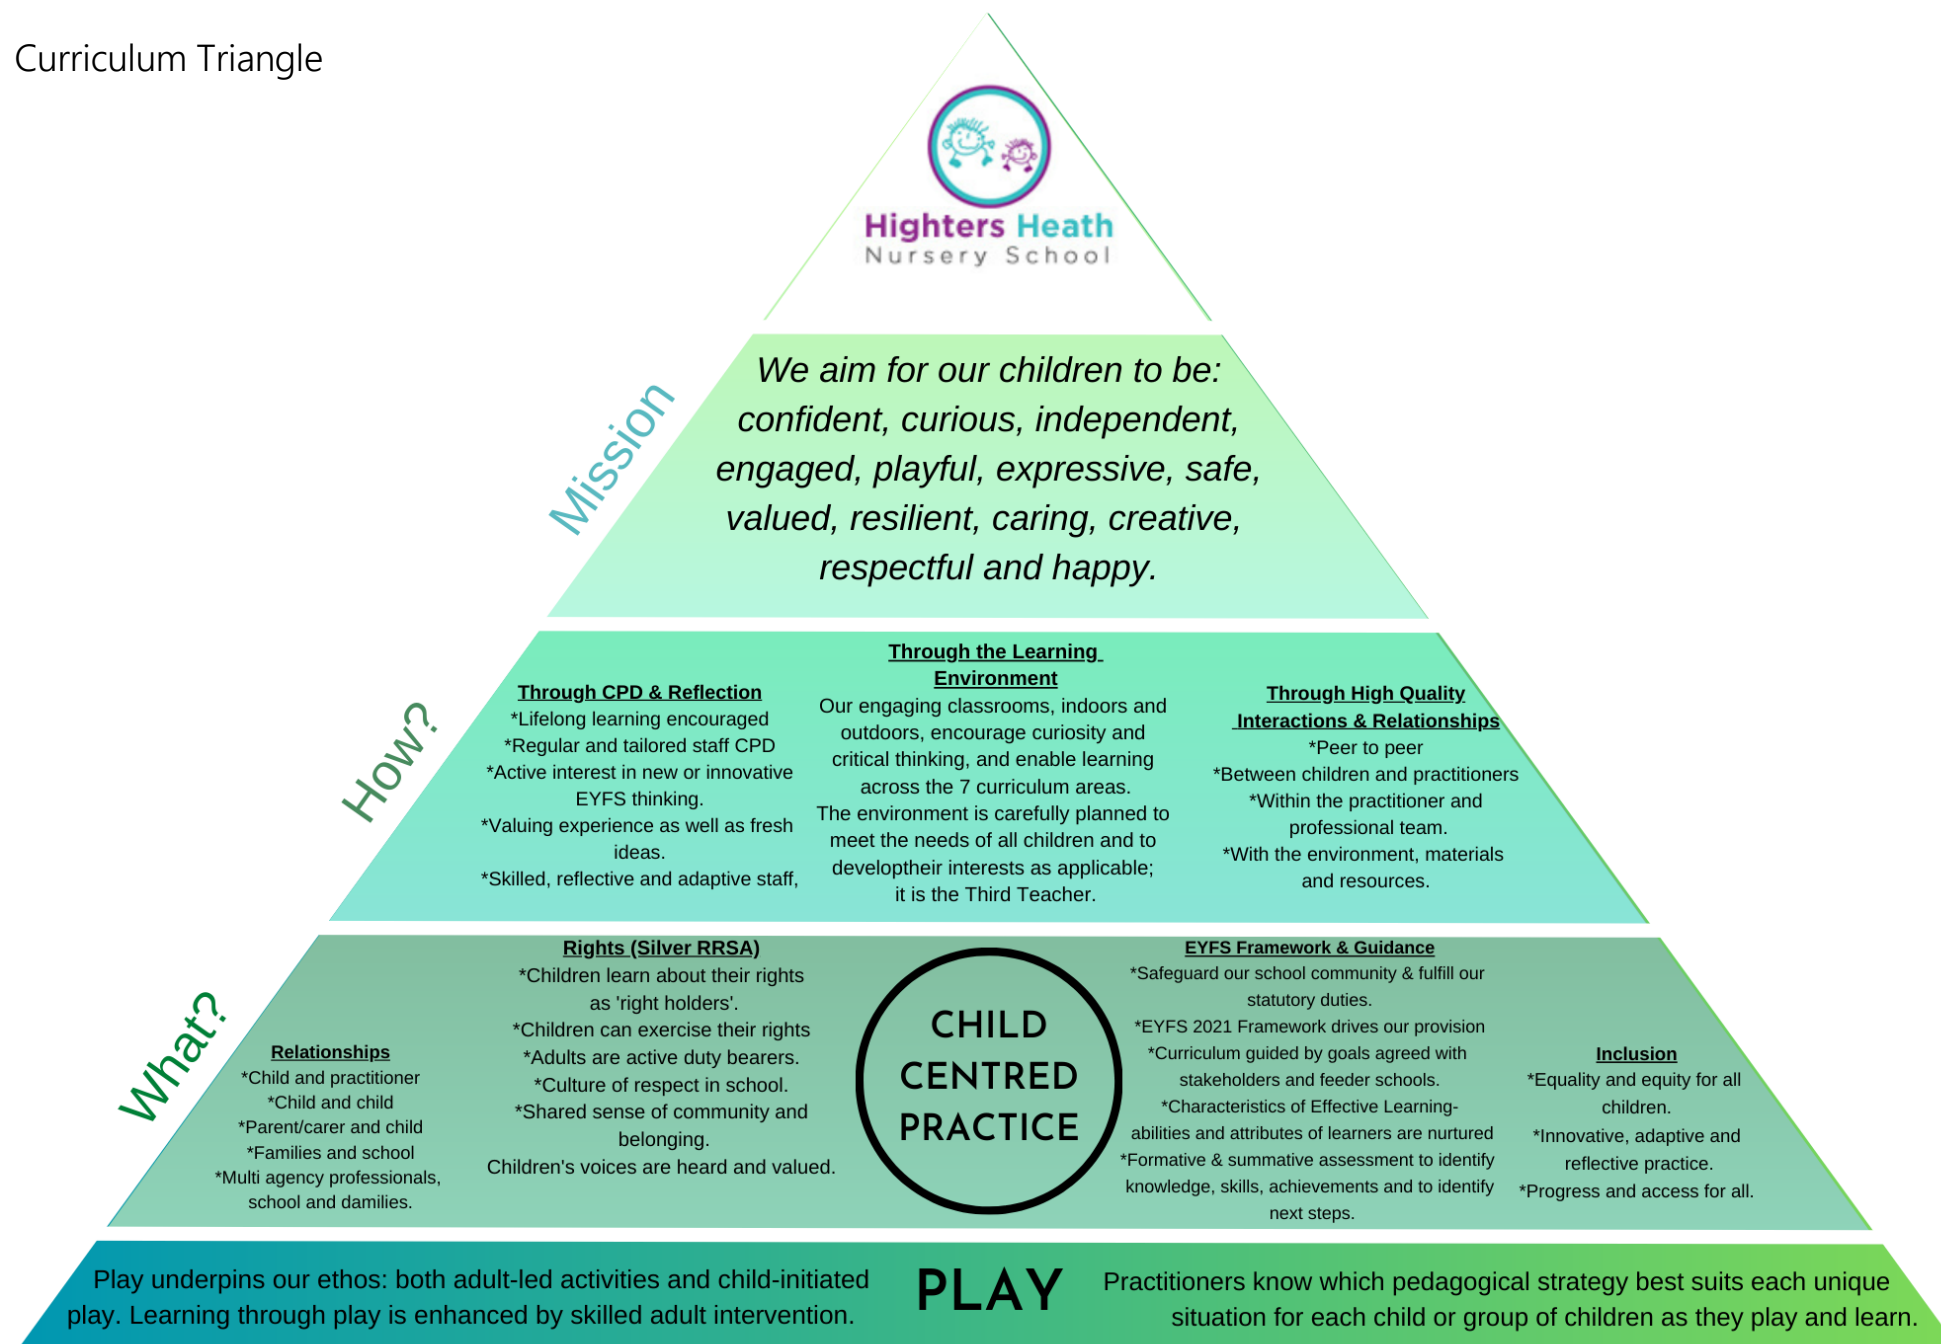 Curriculum Triangle
Highters Heath
Nursery School
Mission
We aim for our children to be:
confident, curious, independent,
engaged, playful, expressive, safe,
valued, resilient, caring, creative,
respectful and happy.
How?
Through CPD & Reflection
*Lifelong learning encouraged
*Regular and tailored staff CPD
*Active interest in new or innovative
EYFS thinking.
*Valuing experience as well as fresh
ideas.
*Skilled, reflective and adaptive staff,
Through the Learning
Environment
Our engaging classrooms, indoors and
outdoors, encourage curiosity and
critical thinking, and enable learning
across the 7 curriculum areas.
The environment is carefully planned to
meet the needs of all children and to
developtheir interests as applicable;
it is the Third Teacher.
Through High Quality
Interactions & Relationships
*Peer to peer
*Between children and practitioners
*Within the practitioner and
professional team.
*With the environment, materials
and resources.
What?
Relationships
*Child and practitioner
*Child and child
*Parent/carer and child
*Families and school
*Multi agency professionals,
school and damilies.
Rights (Silver RRSA)
*Children learn about their rights
as 'right holders'.
*Children can exercise their rights
*Adults are active duty bearers.
*Culture of respect in school.
*Shared sense of community and
belonging.
Children's voices are heard and valued.
CHILD
CENTRED
PRACTICE
EYFS Framework & Guidance
*Safeguard our school community & fulfill our
statutory duties.
*EYFS 2021 Framework drives our provision
*Curriculum guided by goals agreed with
stakeholders and feeder schools.
*Characteristics of Effective Learning-
abilities and attributes of learners are nurtured
*Formative & summative assessment to identify
knowledge, skills, achievements and to identify
next steps.
Inclusion
*Equality and equity for all
children.
*Innovative, adaptive and
reflective practice.
*Progress and access for all.
Play underpins our ethos: both adult-led activities and child-initiated
play. Learning through play is enhanced by skilled adult intervention.
PLAY
Practitioners know which pedagogical strategy best suits each unique
situation for each child or group of children as they play and learn.